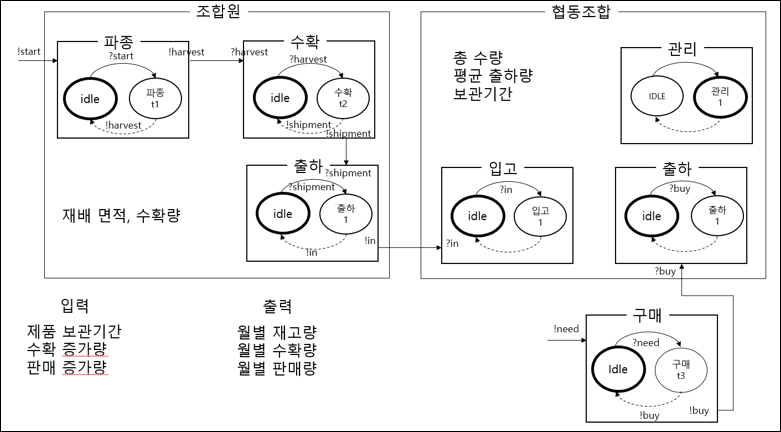 조합원
협동조합
!start
파종
?start
idle
파종
t1
!harvest
!harvest
?harvest
수확
?harvest
idle
수확
t2
!shipment
!shipment
?shipment
출하
?shipment
idle
출하
1
!in
!in
재배 면적, 수확량
총 수량
평균 출하량
보관기간
관리
IDLE
관리
1
?in
입고
?in
idle
입고
1
출하
?buy
idle
출하
1
?buy
입력
제품 보관기간
수확 증가량
판매 증가량
출력
월별 재고량
월별 수확량
월별 판매량
!need
구매
?need
Idle
구매
t3
!buy
!buy